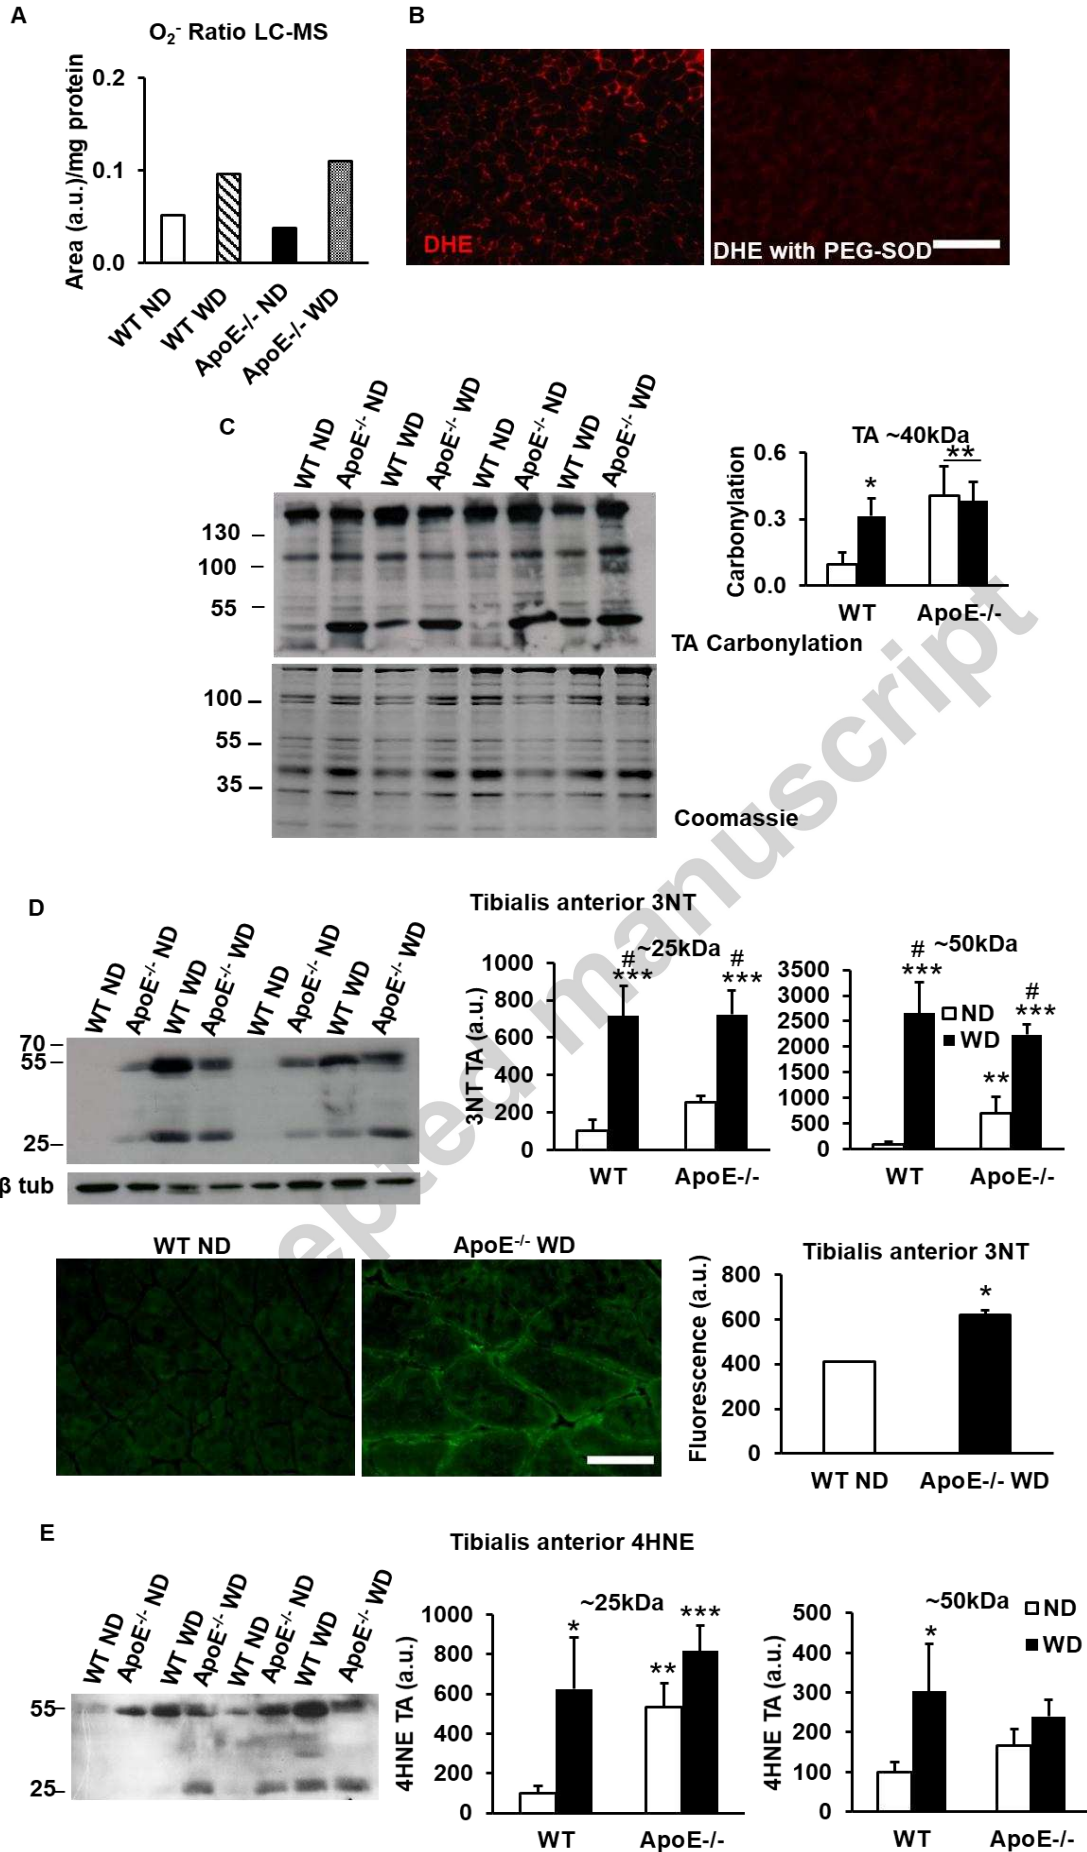 A
O₂⁻ Ratio LC-MS
Area (a.u.)/mg protein
0.2
0.1
0.0
WT ND
WT WD
ApoE-/- ND
ApoE-/- WD
B
DHE
DHE with PEG-SOD
C
WT ND
ApoE⁻/⁻ ND
WT WD
ApoE⁻/⁻ WD
WT ND
ApoE⁻/⁻ ND
WT WD
ApoE⁻/⁻ WD
130
100
55
TA Carbonylation
100
55
35
Coomassie
TA ~40kDa
Carbonylation
0.6
0.3
0.0
*
**
WT
ApoE-/-
D
WT ND
ApoE⁻/⁻ ND
WT WD
ApoE⁻/⁻ WD
WT ND
ApoE⁻/⁻ ND
WT WD
ApoE⁻/⁻ WD
70
55
25
β tub
Tibialis anterior 3NT
~25kDa
3NT TA (a.u.)
1000
800
600
400
200
0
#
***
#
***
WT
ApoE-/-
~50kDa
3500
3000
2500
2000
1500
1000
500
0
#
***
**
#
***
ND
WD
WT
ApoE-/-
WT ND
ApoE⁻/⁻ WD
Tibialis anterior 3NT
Fluorescence (a.u.)
800
600
400
200
0
*
WT ND
ApoE-/- WD
E
WT ND
ApoE⁻/⁻ ND
WT WD
ApoE⁻/⁻ WD
WT ND
ApoE⁻/⁻ ND
WT WD
ApoE⁻/⁻ WD
55
25
Tibialis anterior 4HNE
~25kDa
4HNE TA (a.u.)
1000
800
600
400
200
0
*
**
***
WT
ApoE-/-
~50kDa
4HNE TA (a.u.)
500
400
300
200
100
0
*
ND
WD
WT
ApoE-/-
epted manuscript